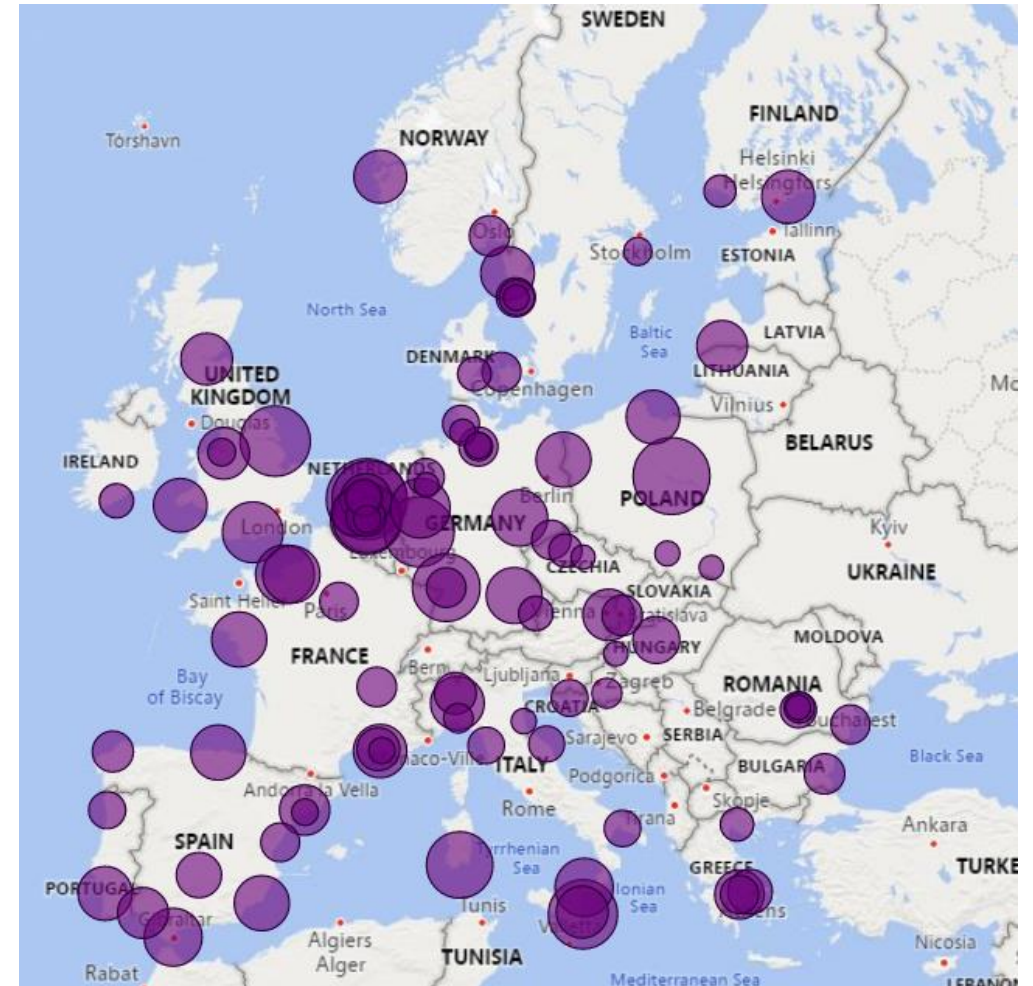 SWEDEN
FINLAND
NORWAY
Tórshavn
Helsinki
Helsingfors
Oslo
Tallinn
Stockholm
ESTONIA
North Sea
Baltic
Sea
LATVIA
DENMARK
LITHUANIA
UNITED
KINGDOM
Copenhagen
Vilnius
Douglas
BELARUS
IRELAND
NETHERLANDS
Berlin
POLAND
London
GERMANY
Kyiv
Luxembourg
CZECHIA
UKRAINE
SLOVAKIA
Saint Helier
Paris
Vienna
Bratislava
MOLDOVA
FRANCE
HUNGARY
Bern
Ljubljana
Zagreb
Bay
of Biscay
ROMANIA
CROATIA
Belgrade
Bucharest
SERBIA
Sarajevo
Black Sea
ITALY
BULGARIA
Podgorica
Andorra la Vella
Rome
Skopje
Tirana
Ankara
SPAIN
Tyrrhenian
Sea
GREECE
TURKE
PORTUGAL
Ionian
Sea
Tunis
Gibraltar
Athens
Algiers
Alger
TUNISIA
Nicosia
Rabat
Mediterranean Sea
LEBANON